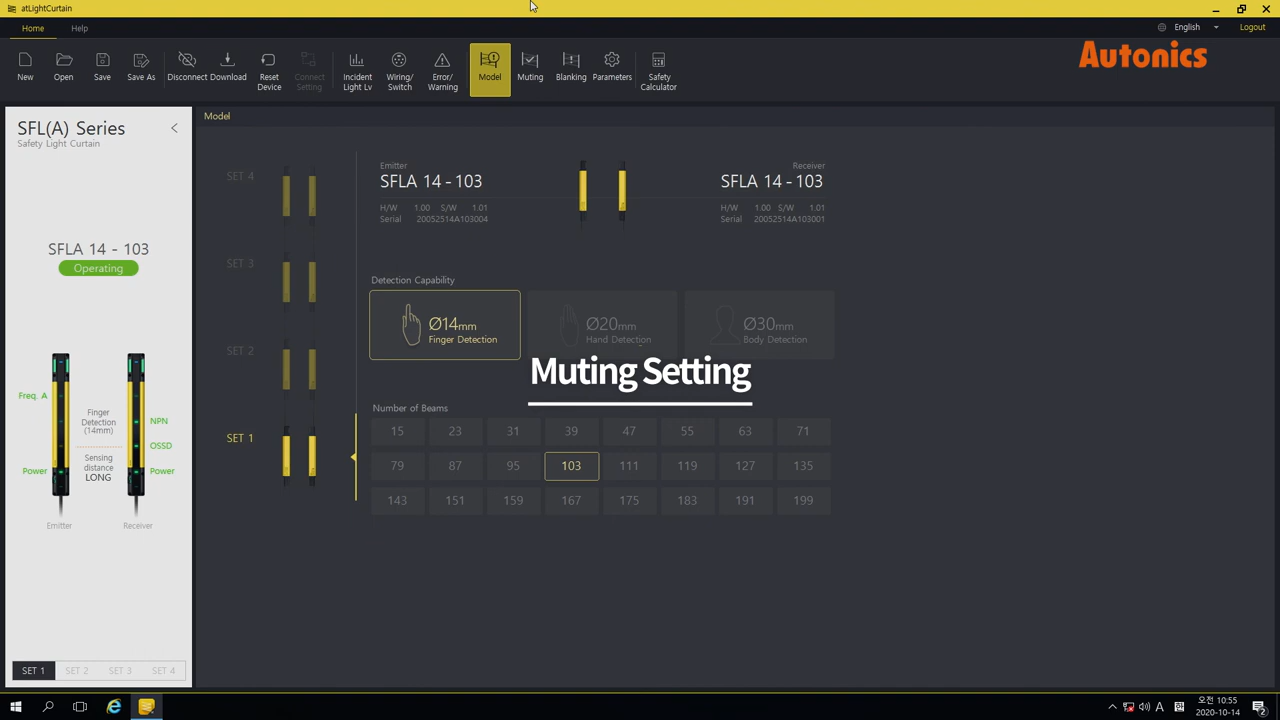 atLightCurtain
Home Help English Logout
New Open Save Save As Disconnect Download Reset Device Connect Setting Incident Light Lv Wiring/ Switch Error/ Warning Model Muting Blanking Parameters Safety Calculator
Autonics
SFL(A) Series
Safety Light Curtain
SFLA 14 - 103
Operating
Freq. A
Finger
Detection
(14mm)
NPN
OSSD
Sensing
distance
LONG
Power
Power
Emitter Receiver
SET 1 SET 2 SET 3 SET 4
Model
SET 4
SET 3
SET 2
SET 1
Emitter
SFLA 14 - 103
H/W 1.00 S/W 1.01
Serial 20052514A103004
Receiver
SFLA 14 - 103
H/W 1.00 S/W 1.01
Serial 20052514A103001
Detection Capability
Ø14mm
Finger Detection
Ø20mm
Hand Detection
Ø30mm
Body Detection
Muting Setting
Number of Beams
15 23 31 39 47 55 63 71
79 87 95 103 111 119 127 135
143 151 159 167 175 183 191 199
A
오전 10:55
2020-10-14
2